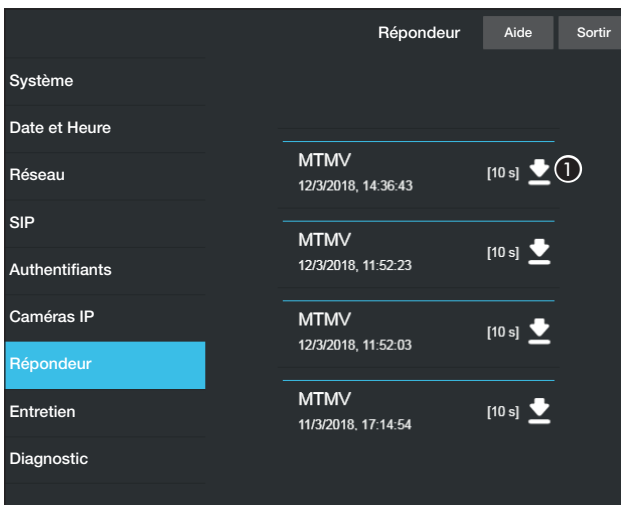 Répondeur Aide Sortir
Système
Date et Heure
Réseau
SIP
Authentifiants
Caméras IP
Répondeur
Entretien
Diagnostic
MTMV
12/3/2018, 14:36:43
[10 s] 1
MTMV
12/3/2018, 11:52:23
[10 s]
MTMV
12/3/2018, 11:52:03
[10 s]
MTMV
11/3/2018, 17:14:54
[10 s]